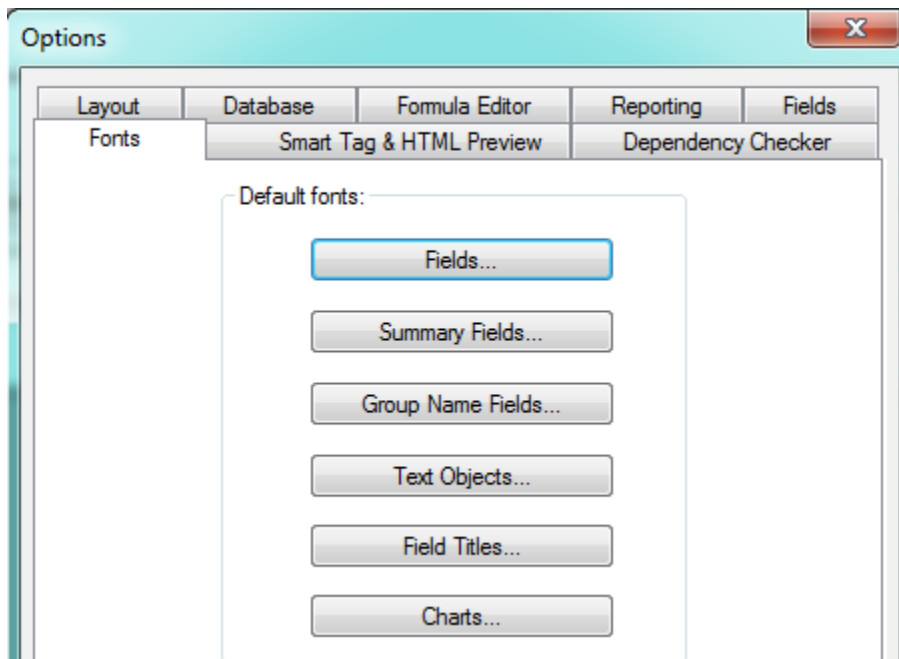 Options
Layout Database Formula Editor Reporting Fields
Fonts Smart Tag & HTML Preview Dependency Checker
Default fonts:
Fields...
Summary Fields...
Group Name Fields...
Text Objects...
Field Titles...
Charts...